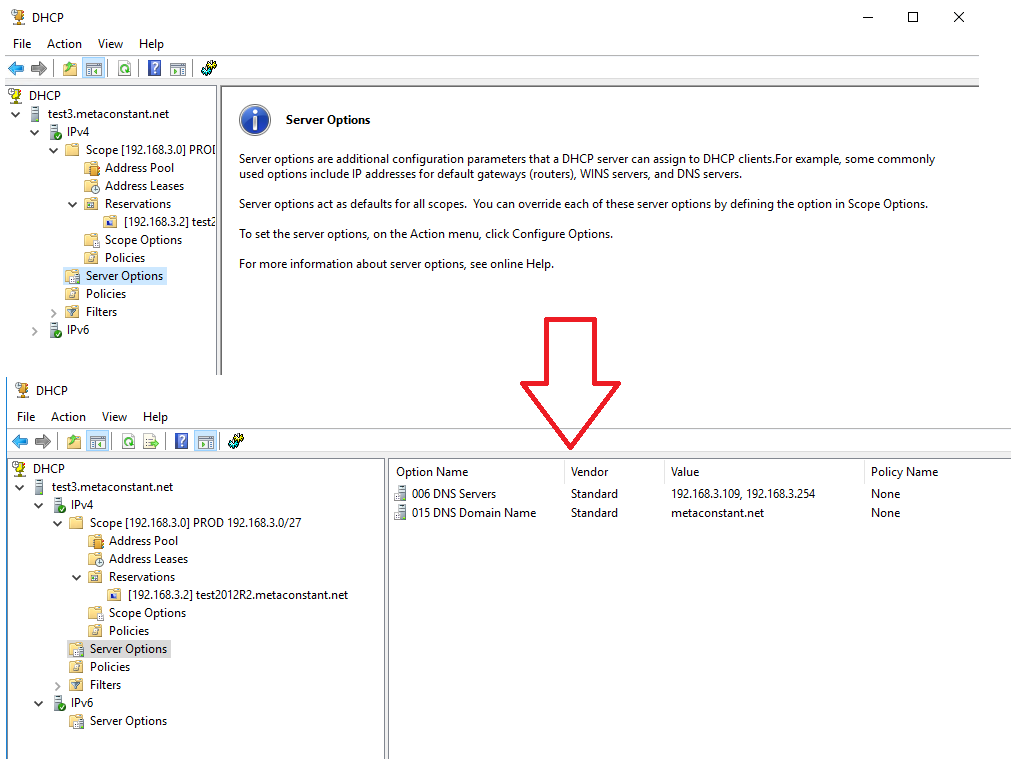 DHCP
File Action View Help
DHCP
test3.metaconstant.net
IPv4
Scope [192.168.3.0] PROD
Address Pool
Address Leases
Reservations
[192.168.3.2] test2
Scope Options
Policies
Server Options
Policies
Filters
IPv6
Server Options
Server options are additional configuration parameters that a DHCP server can assign to DHCP clients.For example, some commonly
used options include IP addresses for default gateways (routers), WINS servers, and DNS servers.
Server options act as defaults for all scopes.  You can override each of these server options by defining the option in Scope Options.
To set the server options, on the Action menu, click Configure Options.
For more information about server options, see online Help.
DHCP
File Action View Help
DHCP
test3.metaconstant.net
IPv4
Scope [192.168.3.0] PROD 192.168.3.0/27
Address Pool
Address Leases
Reservations
[192.168.3.2] test2012R2.metaconstant.net
Scope Options
Policies
Server Options
Policies
Filters
IPv6
Server Options
Option Name Vendor Value Policy Name
006 DNS Servers Standard 192.168.3.109, 192.168.3.254 None
015 DNS Domain Name Standard metaconstant.net None